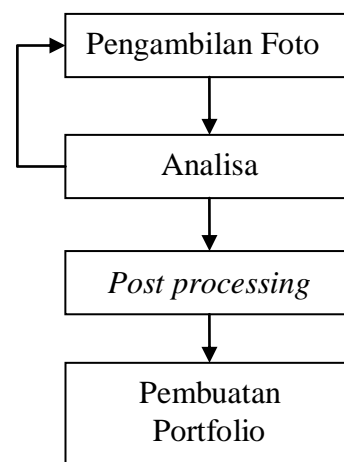 Pengambilan Foto
Analisa
Post processing
Pembuatan
Portfolio